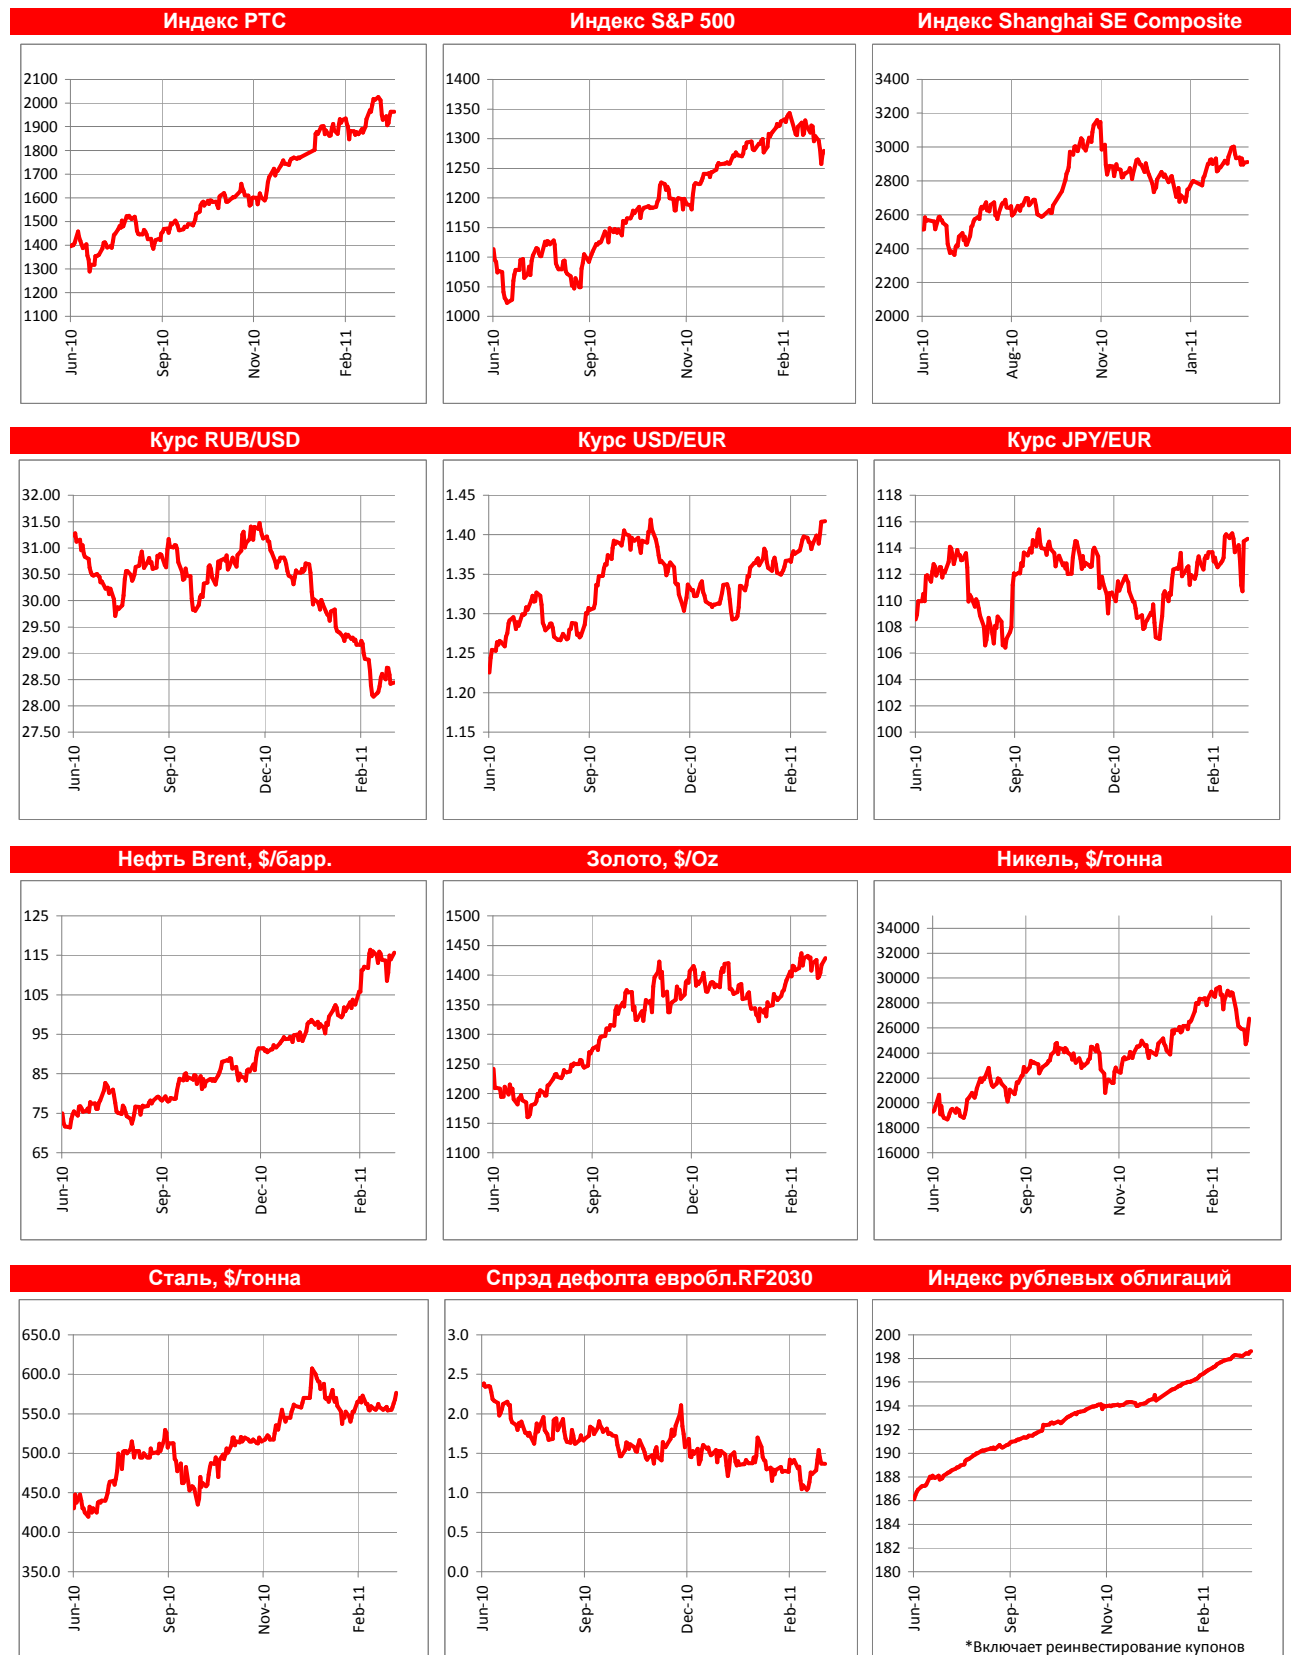 Индекс РТС
Индекс S&P 500
Индекс Shanghai SE Composite
2100
2000
1900
1800
1700
1600
1500
1400
1300
1200
1100
Jun-10
Sep-10
Nov-10
Feb-11
1400
1350
1300
1250
1200
1150
1100
1050
1000
Jun-10
Sep-10
Nov-10
Feb-11
3400
3200
3000
2800
2600
2400
2200
2000
Jun-10
Aug-10
Nov-10
Jan-11
Курс RUB/USD
Курс USD/EUR
Курс JPY/EUR
32.00
31.50
31.00
30.50
30.00
29.50
29.00
28.50
28.00
27.50
Jun-10
Sep-10
Dec-10
Feb-11
1.45
1.40
1.35
1.30
1.25
1.20
1.15
Jun-10
Sep-10
Dec-10
Feb-11
118
116
114
112
110
108
106
104
102
100
Jun-10
Sep-10
Dec-10
Feb-11
Нефть Brent, $/барр.
Золото, $/Oz
Никель, $/тонна
125
115
105
95
85
75
65
Jun-10
Sep-10
Dec-10
Feb-11
1500
1450
1400
1350
1300
1250
1200
1150
1100
Jun-10
Sep-10
Dec-10
Feb-11
34000
32000
30000
28000
26000
24000
22000
20000
18000
16000
Jun-10
Sep-10
Nov-10
Feb-11
Сталь, $/тонна
Спрэд дефолта евробл.RF2030
Индекс рублевых облигаций
650.0
600.0
550.0
500.0
450.0
400.0
350.0
Jun-10
Sep-10
Nov-10
Feb-11
3.0
2.5
2.0
1.5
1.0
0.5
0.0
Jun-10
Sep-10
Dec-10
Feb-11
200
198
196
194
192
190
188
186
184
182
180
Jun-10
Sep-10
Nov-10
Feb-11
*Включает реинвестирование купонов